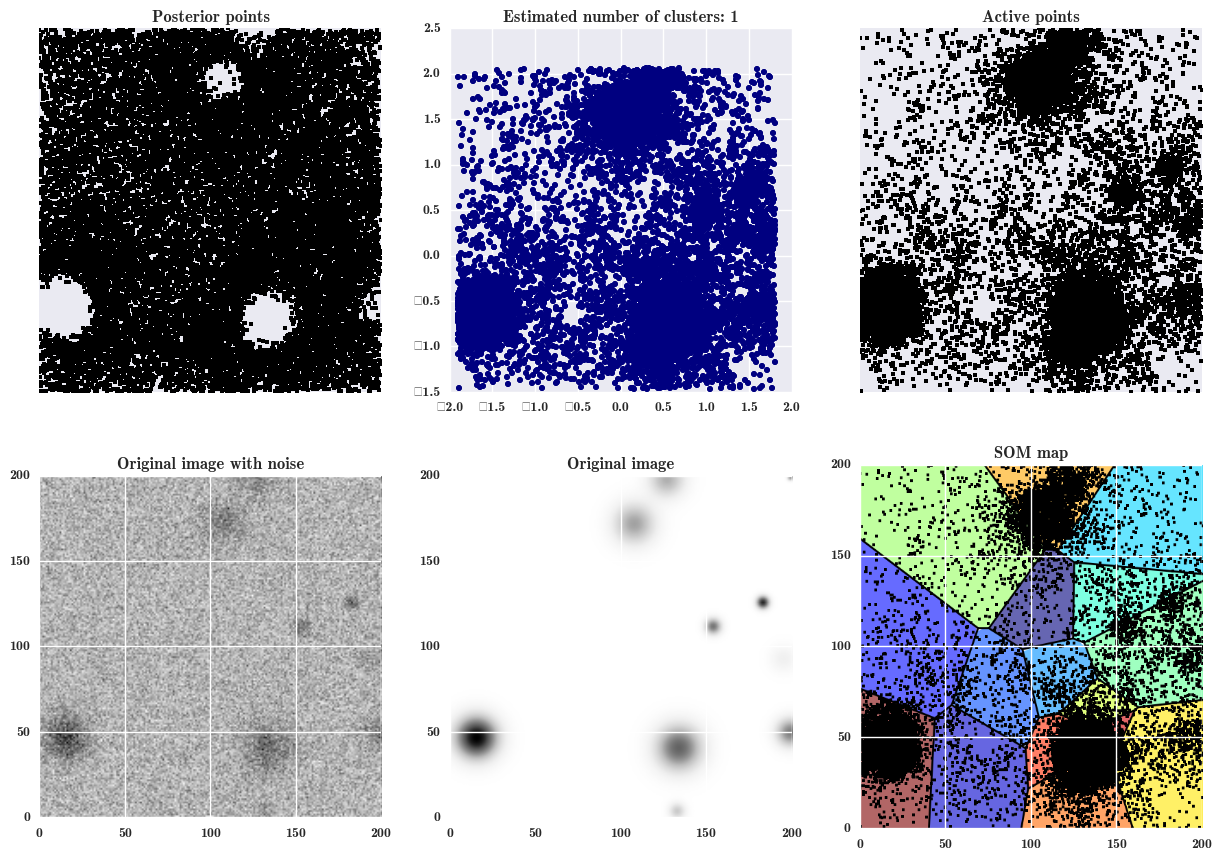 Posterior points
Estimated number of clusters: 1
Active points
2.5
2.0
1.5
1.0
0.5
0.0
□0.5
□1.0
□1.5
□2.0 □1.5 □1.0 □0.5 0.0 0.5 1.0 1.5 2.0
Original image with noise
Original image
SOM map
200
150
100
50
0
0 50 100 150 200
200
150
100
50
0
0 50 100 150 200
200
150
100
50
0
0 50 100 150 200